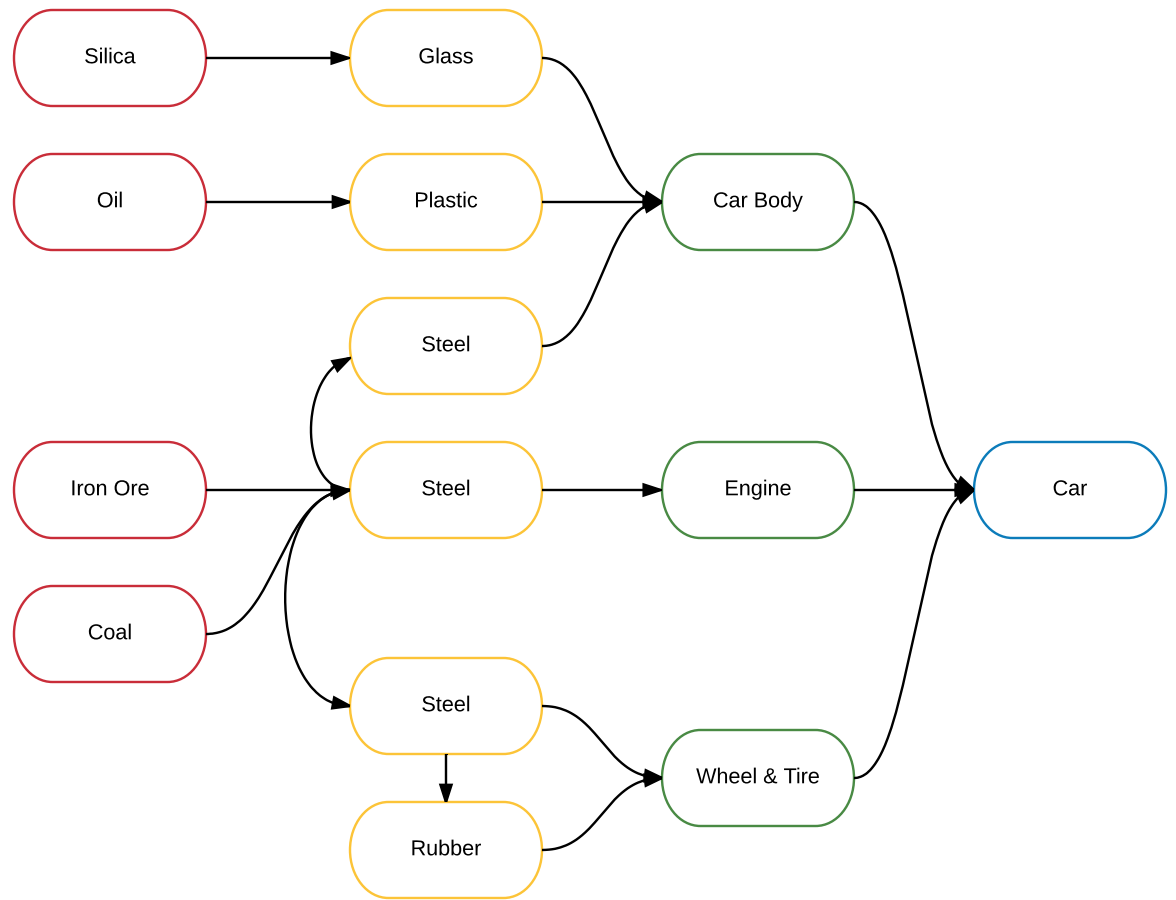 Silica
Glass
Oil
Plastic
Car Body
Steel
Iron Ore
Steel
Engine
Car
Coal
Steel
Wheel & Tire
Rubber